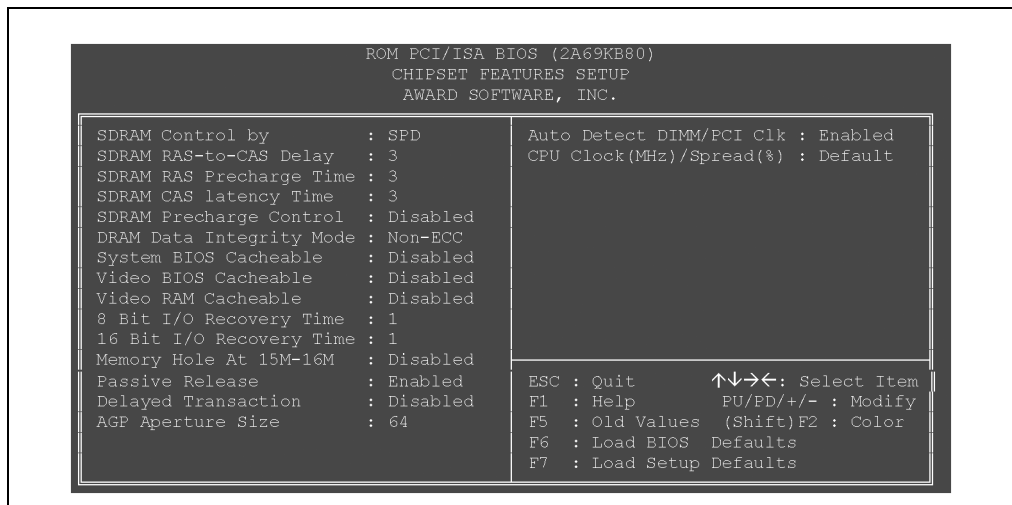 ROM PCI/ISA BIOS (2A69KB80)
CHIPSET FEATURES SETUP
AWARD SOFTWARE, INC.
SDRAM Control by : SPD
SDRAM RAS-to-CAS Delay : 3
SDRAM RAS Precharge Time : 3
SDRAM CAS latency Time : 3
SDRAM Precharge Control : Disabled
DRAM Data Integrity Mode : Non-ECC
System BIOS Cacheable : Disabled
Video BIOS Cacheable : Disabled
Video RAM Cacheable : Disabled
8 Bit I/O Recovery Time : 1
16 Bit I/O Recovery Time : 1
Memory Hole At 15M-16M : Disabled
Passive Release : Enabled
Delayed Transaction : Disabled
AGP Aperture Size : 64
Auto Detect DIMM/PCI Clk : Enabled
CPU Clock(MHz)/Spread(%) : Default
ESC : Quit ↑↓→←: Select Item
F1 : Help PU/PD/+/- : Modify
F5 : Old Values (Shift)F2 : Color
F6 : Load BIOS Defaults
F7 : Load Setup Defaults